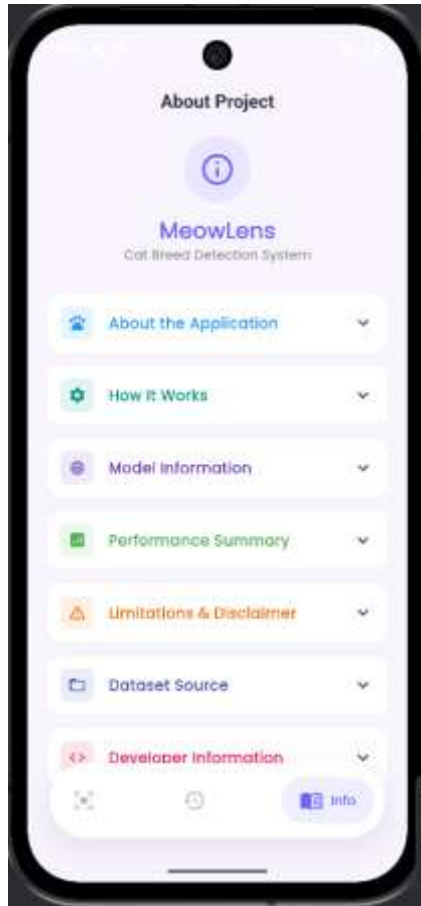 About Project
MeowLens
Cat Breed Detection System
About the Application
How It Works
Model Information
Performance Summary
Limitations & Disclaimer
Dataset Source
Developer Information
Info